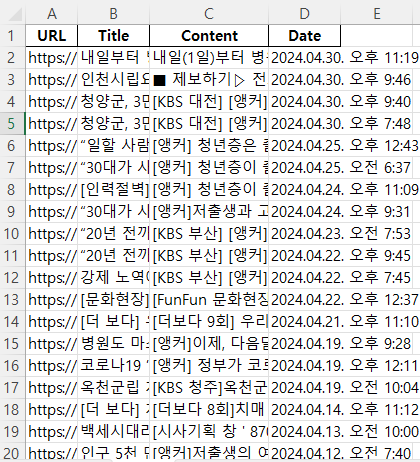 A B C D E
1 URL Title Content Date
2 https:// 내일부터 내일(1일)부터 병 2024.04.30. 오후 11:19
3 https:// 인천시립요 ■ 제보하기▷ 전 2024.04.30. 오후 9:46
4 https:// 청양군, 3만 [KBS 대전] [앵커] 2024.04.30. 오후 9:40
5 https:// 청양군, 3만 [KBS 대전] [앵커] 2024.04.30. 오후 7:48
6 https:// “일할 사람 [앵커] 청년층은 줄 2024.04.25. 오후 12:43
7 https:// “30대가 시 [앵커] 청년층이 줄 2024.04.25. 오전 6:37
8 https:// [인력절벽] [앵커] 청년층이 줄 2024.04.24. 오후 11:09
9 https:// “30대가 시 [앵커]저출생과 고 2024.04.24. 오후 9:31
10 https:// “20년 전까 [KBS 부산] [앵커] 2024.04.23. 오전 7:53
11 https:// “20년 전까 [KBS 부산] [앵커] 2024.04.22. 오후 9:45
12 https:// 강제 노역 [KBS 부산] [앵커] 2024.04.22. 오후 7:45
13 https:// [문화현장] [FunFun 문화현장 2024.04.22. 오후 12:37
14 https:// [더 보다] [더보다 9회] 우리 2024.04.21. 오후 11:10
15 https:// 병원도 마스 [앵커]이제, 다음달 2024.04.19. 오후 9:28
16 https:// 코로나19 [앵커] 정부가 코로 2024.04.19. 오후 12:11
17 https:// 옥천군립 [KBS 청주]옥천군 2024.04.19. 오전 10:04
18 https:// [더 보다] [더보다 8회]치매 2024.04.14. 오후 11:12
19 https:// 백세시대라 [시사기획 창 ' 870 2024.04.13. 오전 10:00
20 https:// 인구 5천 만 [앵커]저출생의 여 2024.04.12. 오전 7:40